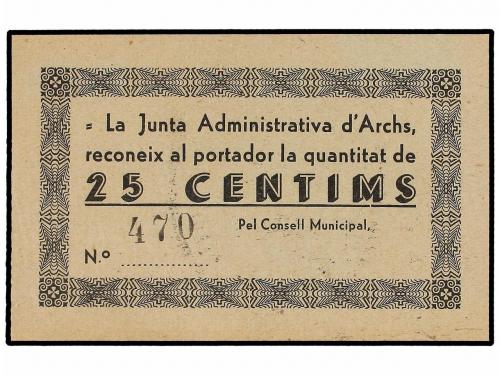 = La Junta Administrativa d'Archs,
reconeix al portador la quantitat de
25 CENTIMS
470
Pel Consell Municipal,
N.º